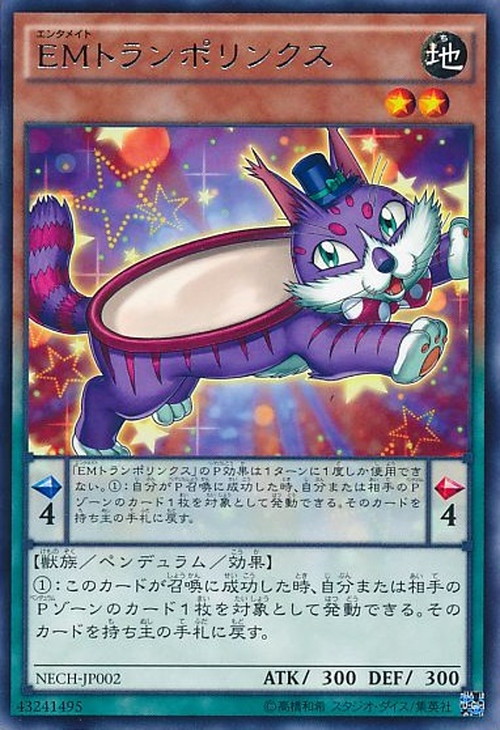 エンタメイト
EMトランポリンクス
ち
地
「EMトランポリンクス」のP効果は1ターンに1度しか使用でき
ない。①:自分がP召喚に成功した時、自分または相手のP
ゾーンのカード1枚を対象として発動できる。そのカードを
持ち主の手札に戻す。
4
4
【獣族/ペンデュラム/効果】
①:このカードが召喚に成功した時、自分または相手の
Pゾーンのカード1枚を対象として発動できる。その
カードを持ち主の手札に戻す。
NECH-JP002
ATK/ 300 DEF/ 300
43241495
©高橋和希 スタジオ・ダイス/集英社